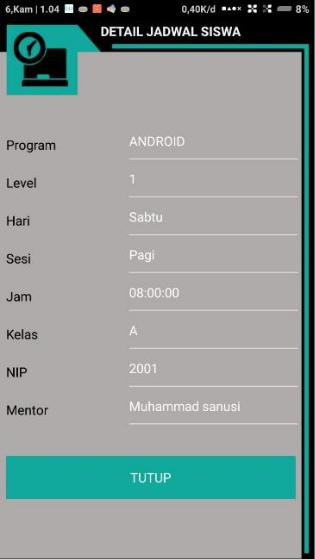 6,Kam | 1.04 0,40K/d 8%
DETAIL JADWAL SISWA
Program ANDROID
Level 1
Hari Sabtu
Sesi Pagi
Jam 08:00:00
Kelas A
NIP 2001
Mentor Muhammad sanusi
TUTUP